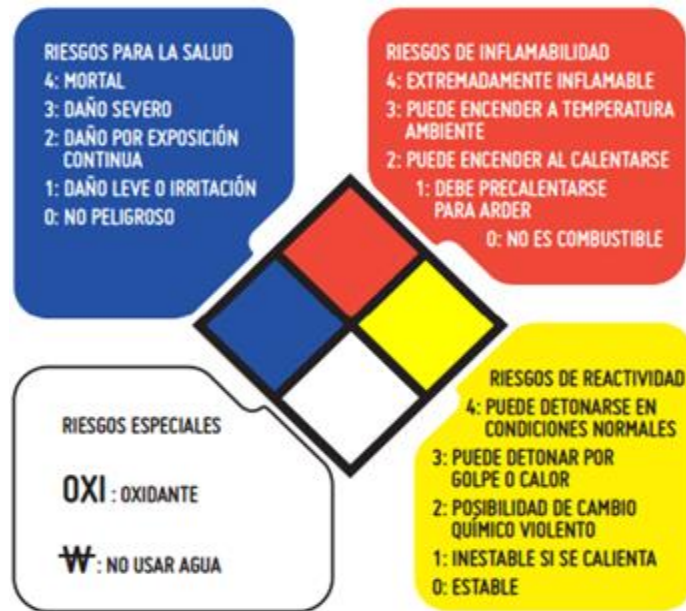 RIESGOS PARA LA SALUD
4: MORTAL
3: DAÑO SEVERO
2: DAÑO POR EXPOSICIÓN
CONTINUA
1: DAÑO LEVE O IRRITACIÓN
0: NO PELIGROSO
RIESGOS DE INFLAMABILIDAD
4: EXTREMADAMENTE INFLAMABLE
3: PUEDE ENCENDER A TEMPERATURA
AMBIENTE
2: PUEDE ENCENDER AL CALENTARSE
1: DEBE PRECALENTARSE
PARA ARDER
0: NO ES COMBUSTIBLE
RIESGOS ESPECIALES
OXI : OXIDANTE
W : NO USAR AGUA
RIESGOS DE REACTIVIDAD
4: PUEDE DETONARSE EN
CONDICIONES NORMALES
3: PUEDE DETONAR POR
GOLPE O CALOR
2: POSIBILIDAD DE CAMBIO
QUÍMICO VIOLENTO
1: INESTABLE SI SE CALIENTA
0: ESTABLE